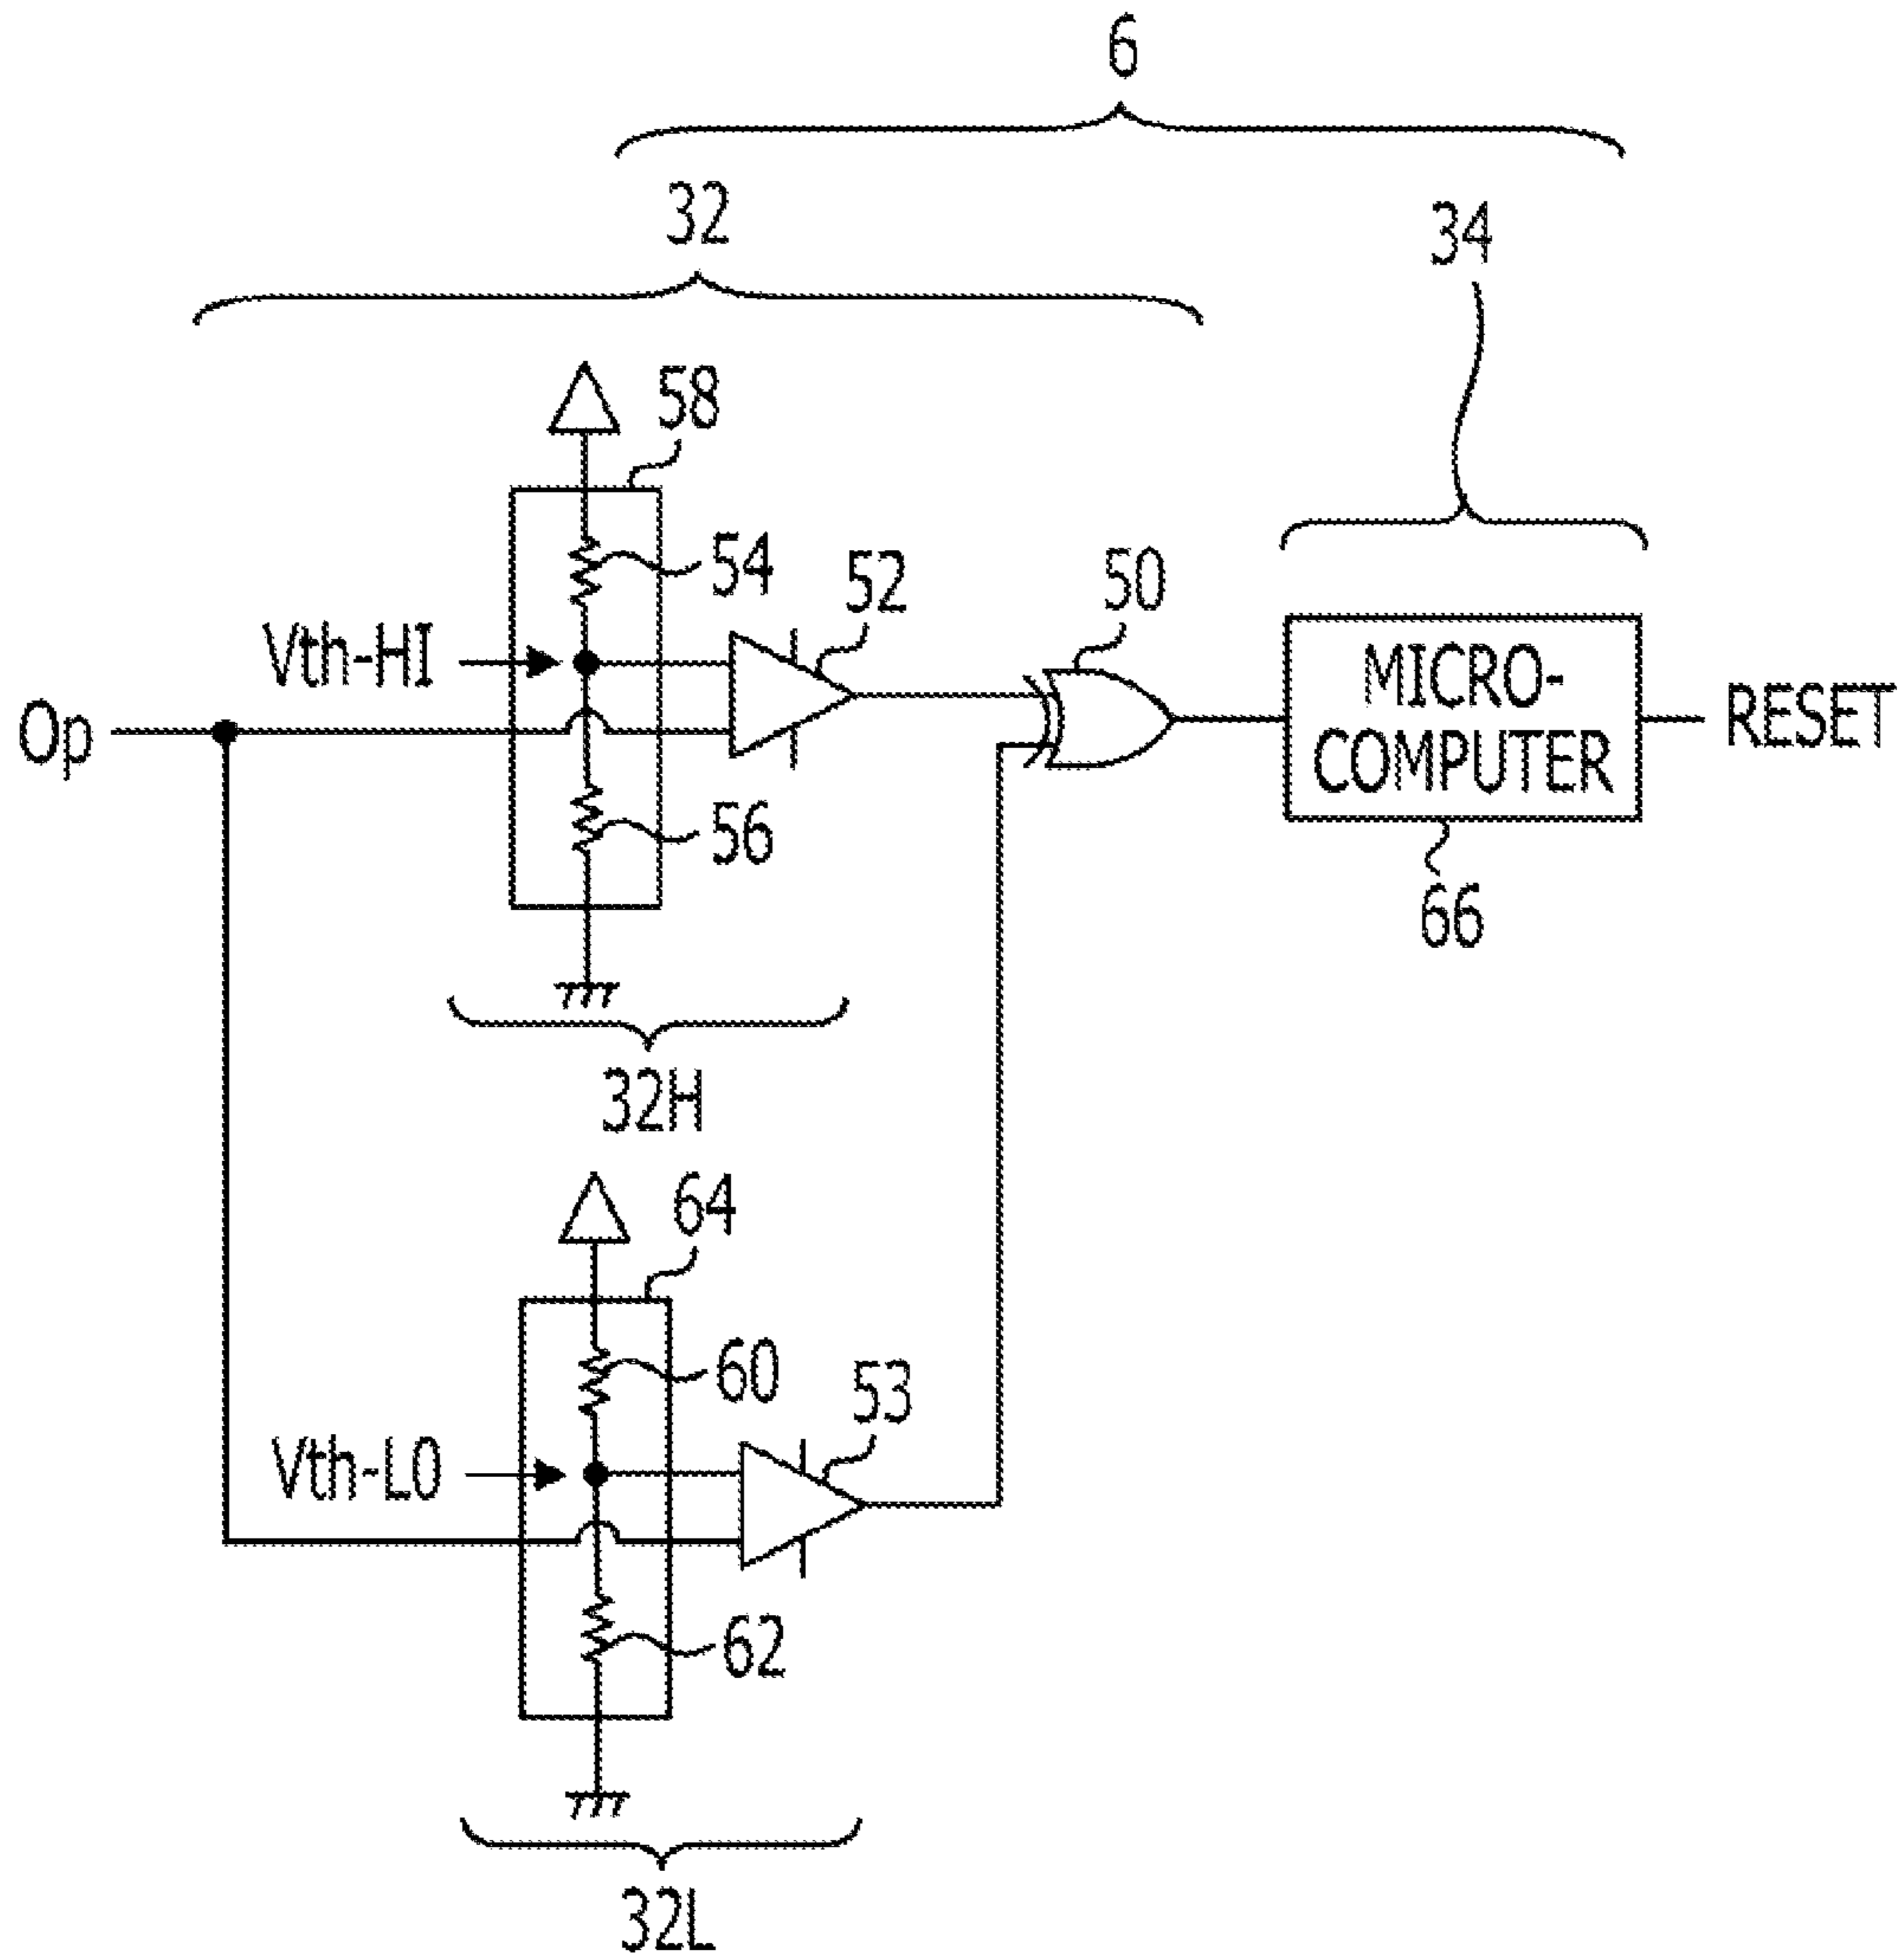 6
32
34
58
54
52
50
Vth-HI
MICRO-
COMPUTER
Op
RESET
56
66
32H
64
60
53
Vth-LO
62
32L